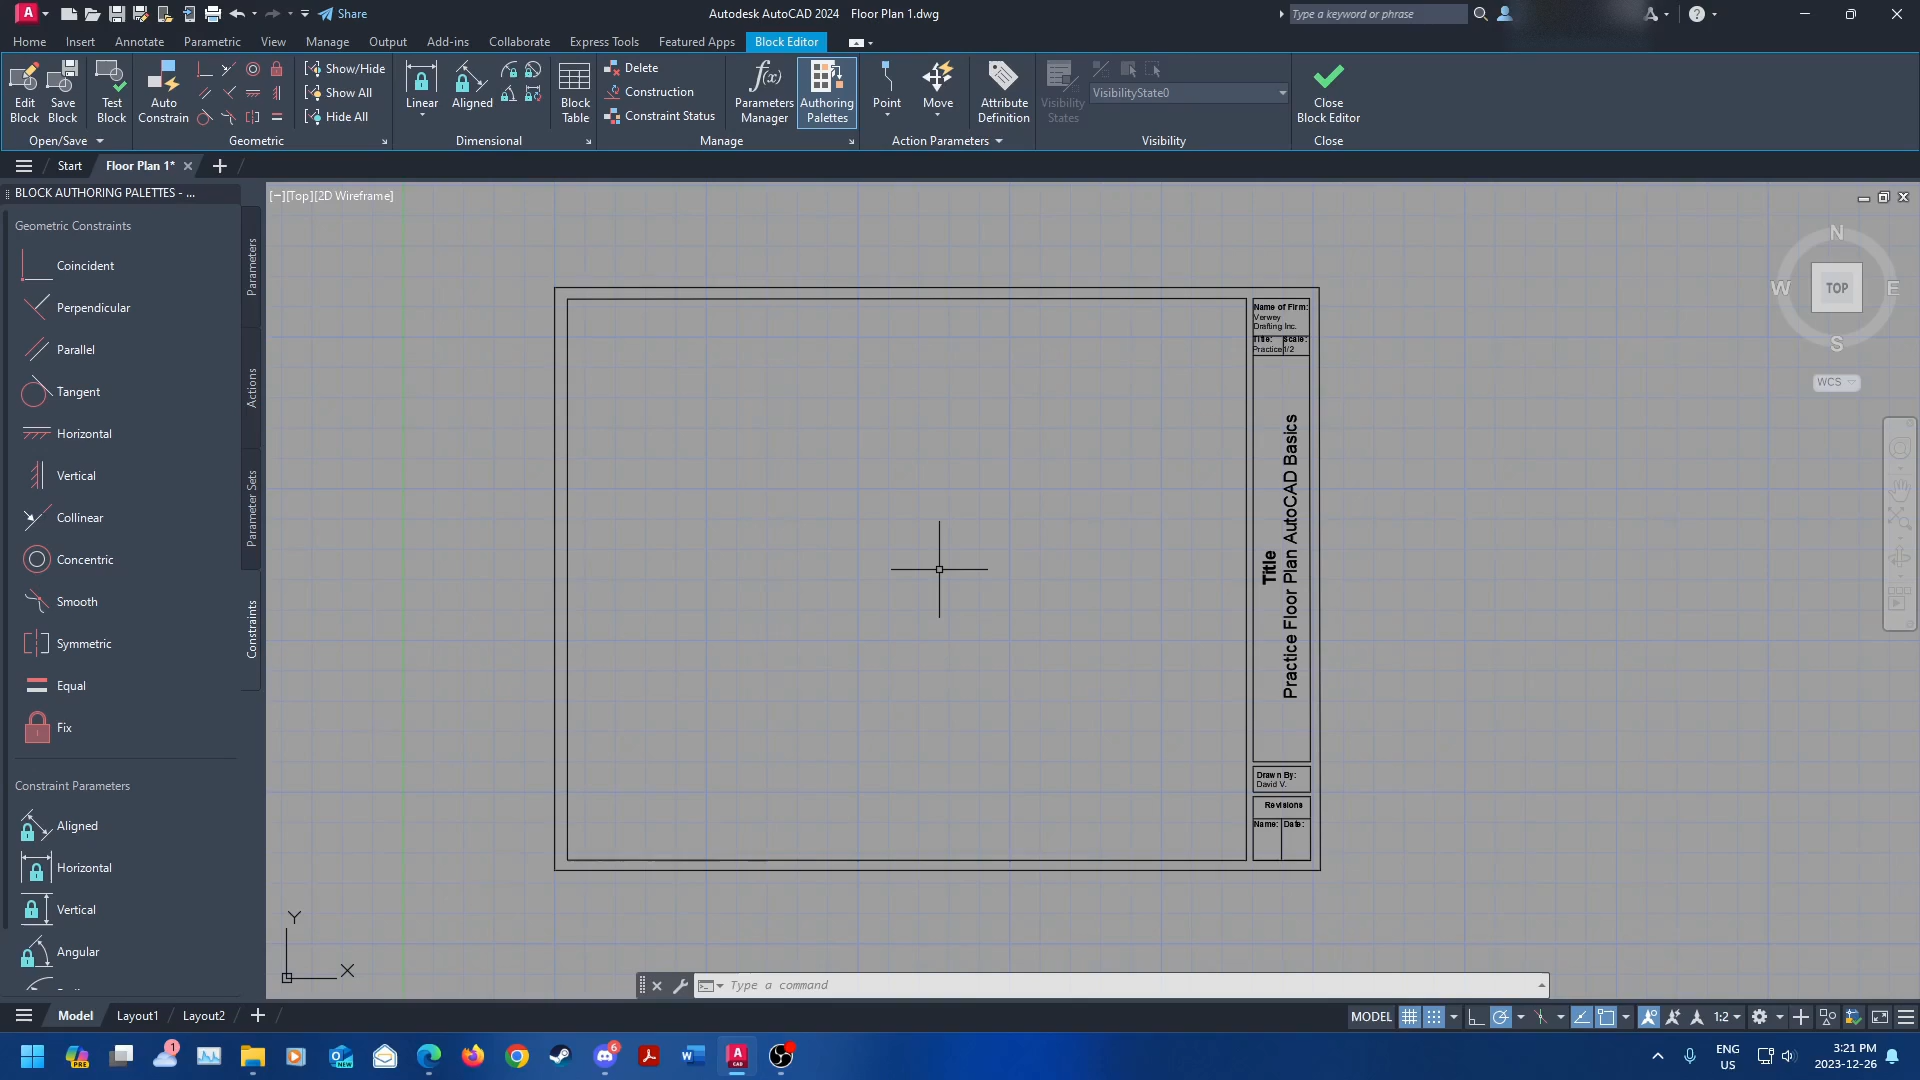 Share
Autodesk AutoCAD 2024 Floor Plan 1.dwg
Type a keyword or phrase
Home Insert Annotate Parametric View Manage Output Add-ins Collaborate Express Tools Featured Apps Block Editor
Edit Block
Save Block
Test Block
Auto Constrain
Show/Hide
Show All
Hide All
Linear
Aligned
Block Table
Delete
Construction
Constraint Status
Parameters Manager
Authoring Palettes
Point
Move
Attribute Definition
Visibility States
VisibilityState0
Close Block Editor
Open/Save Geometric Dimensional Manage Action Parameters Visibility Close
Start Floor Plan 1*
BLOCK AUTHORING PALETTES - ...
Geometric Constraints
Coincident
Perpendicular
Parallel
Tangent
Horizontal
Vertical
Collinear
Concentric
Smooth
Symmetric
Equal
Fix
Constraint Parameters
Aligned
Horizontal
Vertical
Angular
Parameters
Actions
Parameter Sets
Constraints
[−][Top][2D Wireframe]
Name of Firm:
Verwey
Drafting Inc.
Title: Scale:
Practice 1/2
Title
Practice Floor Plan AutoCAD Basics
Drawn By:
David V.
Revisions
Name: Date:
N
W TOP E
S
WCS
Y
X
Type a command
Model Layout1 Layout2
MODEL 1:2
1
PRE
NEW
6
CAD
ENG
US
3:21 PM
2023-12-26